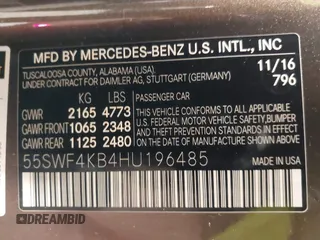 MFD BY MERCEDES-BENZ U.S. INTL., INC
TUSCALOOSA COUNTY, ALABAMA (USA) 11/16
UNDER CONTRACT FOR DAIMLER AG, STUTTGART (GERMANY) 796
KG LBS PASSENGER CAR
GVWR 2165 4773
GAWR FRONT 1065 2348
GAWR REAR 1125 2480
THIS VEHICLE CONFORMS TO ALL APPLICABLE U.S. FEDERAL MOTOR VEHICLE SAFETY, BUMPER, AND THEFT PREVENTION STANDARDS IN EFFECT ON THE DATE OF MANUFACTURE SHOWN ABOVE
55SWF4KB4HU196485
© DREAMBID